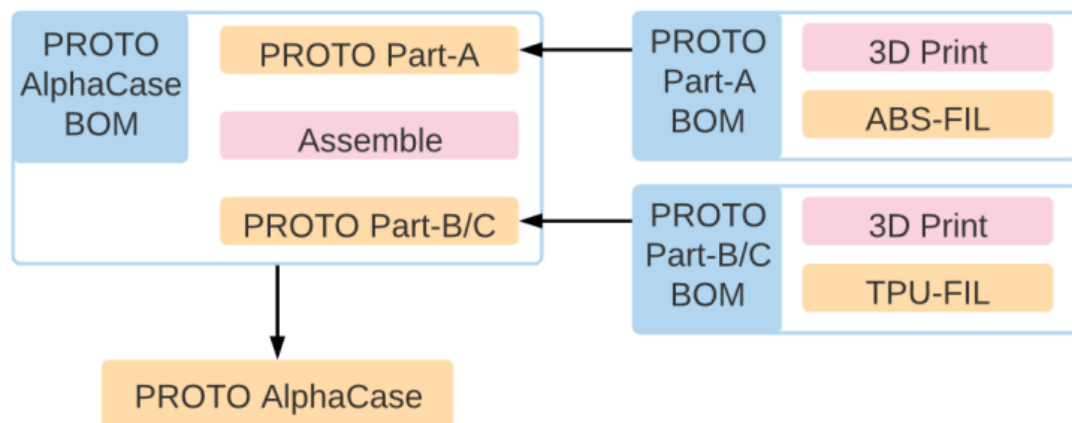 PROTO
AlphaCase
BOM
PROTO Part-A
Assemble
PROTO Part-B/C
PROTO
Part-A
BOM
3D Print
ABS-FIL
PROTO
Part-B/C
BOM
3D Print
TPU-FIL
PROTO AlphaCase